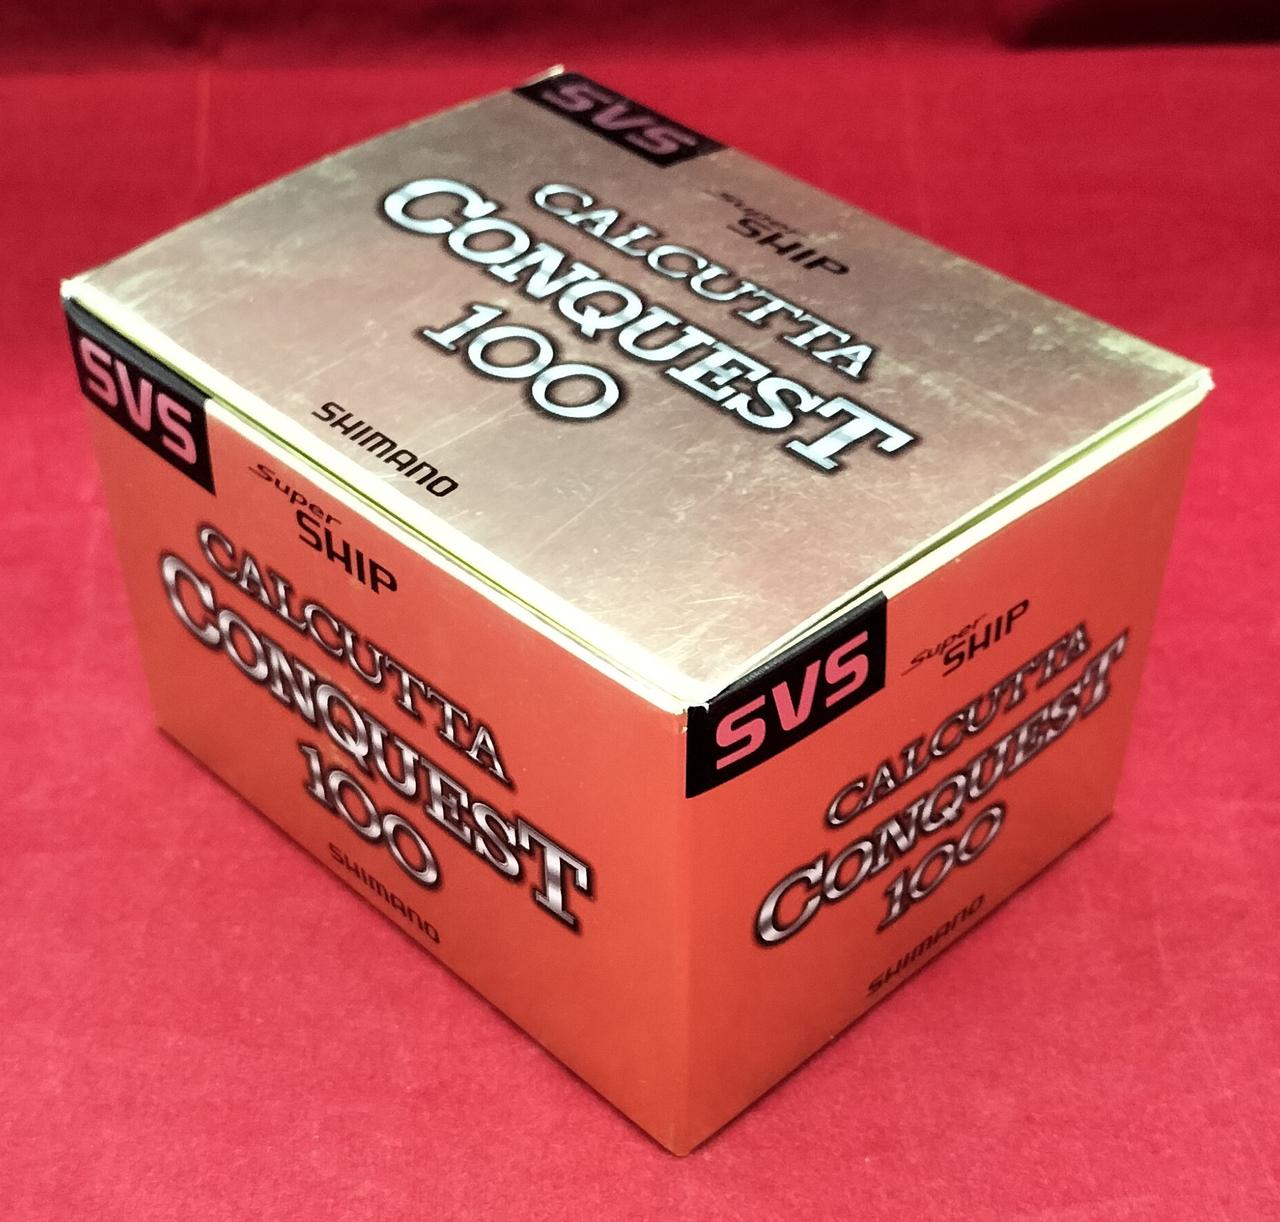 SVS
Super
SHIP
CALCUTTA
CONQUEST
100
SHIMANO
SVS
Super
SHIP
CALCUTTA
CONQUEST
100
SHIMANO
SVS
Super
SHIP
CALCUTTA
CONQUEST
100
SHIMANO